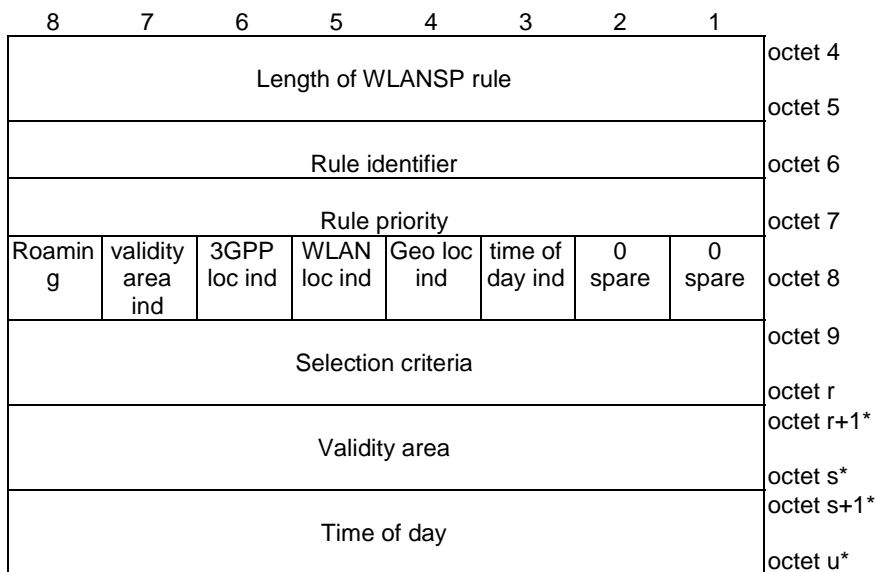 8 7 6 5 4 3 2 1
octet 4
Length of WLANSP rule
octet 5
Rule identifier octet 6
Rule priority octet 7
Roamin validity 3GPP WLAN Geo loc time of 0 0
g area loc ind loc ind ind day ind spare spare octet 8
ind
octet 9
Selection criteria
octet r
octet r+1*
Validity area
octet s*
octet s+1*
Time of day
octet u*